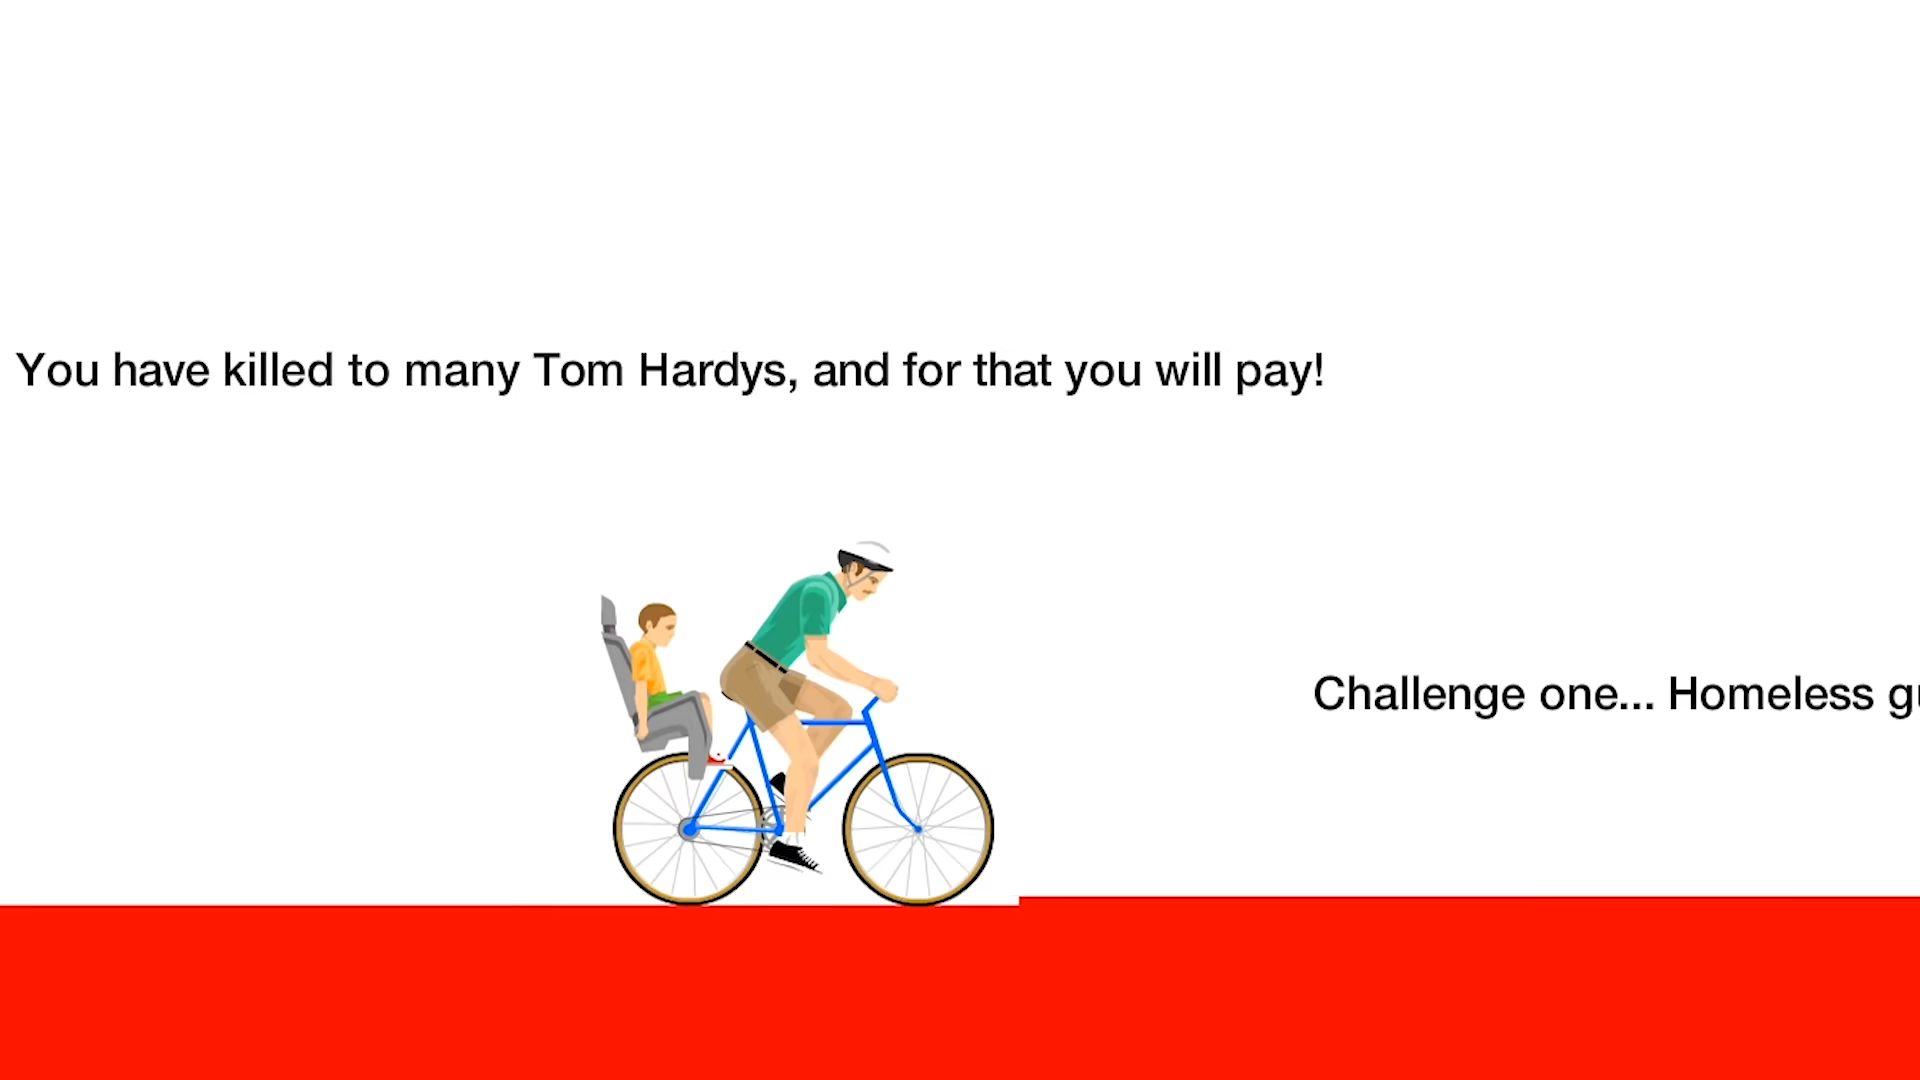 You have killed to many Tom Hardys, and for that you will pay!
Challenge one... Homeless